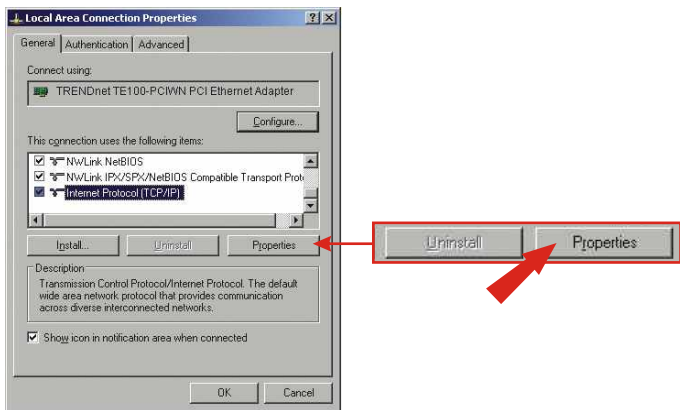 Local Area Connection Properties
General Authentication Advanced
Connect using:
TRENDnet TE100-PCIWN PCI Ethernet Adapter
Configure...
This connection uses the following items:
NWLink NetBIOS
NWLink IPX/SPX/NetBIOS Compatible Transport Prot
Internet Protocol (TCP/IP)
Install... Uninstall Properties
Description
Transmission Control Protocol/Internet Protocol. The default
wide area network protocol that provides communication
across diverse interconnected networks.
Show icon in notification area when connected
OK Cancel
Uninstall Properties